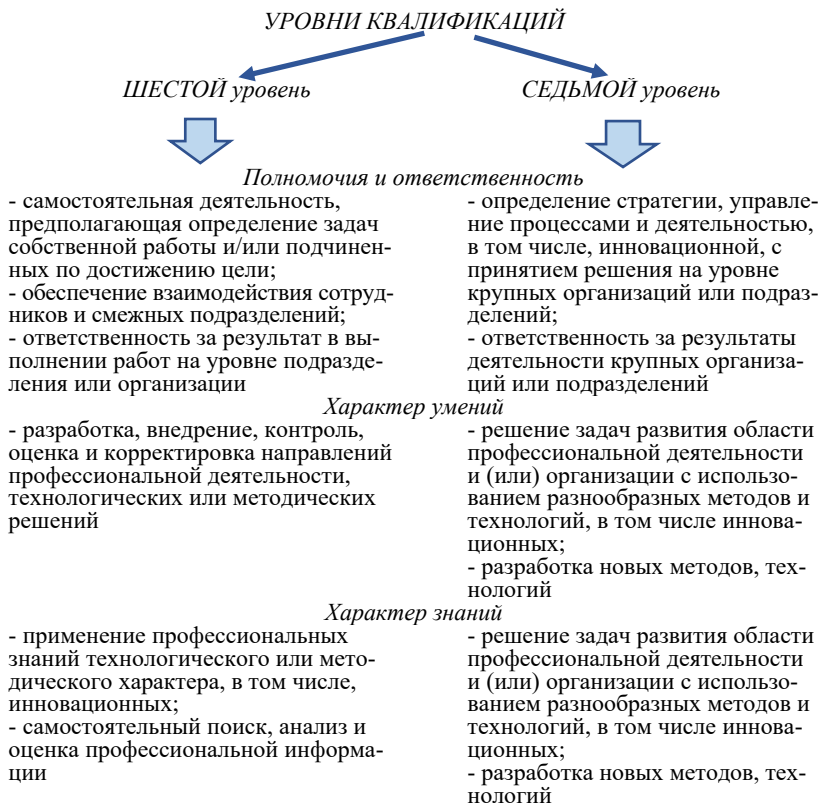 УРОВНИ КВАЛИФИКАЦИЙ
ШЕСТОЙ уровень
СЕДЬМОЙ уровень
Полномочия и ответственность
- самостоятельная деятельность,
предполагающая определение задач
собственной работы и/или подчинен-
ных по достижению цели;
- обеспечение взаимодействия сотруд-
ников и смежных подразделений;
- ответственность за результат в вы-
полнении работ на уровне подразде-
ления или организации
- определение стратегии, управле-
ние процессами и деятельностью,
в том числе, инновационной, с
принятием решения на уровне
крупных организаций или подраз-
делений;
- ответственность за результаты
деятельности крупных организа-
ций или подразделений
Характер умений
- разработка, внедрение, контроль,
оценка и корректировка направлений
профессиональной деятельности,
технологических или методических
решений
- решение задач развития области
профессиональной деятельности
и (или) организации с использо-
ванием разнообразных методов и
технологий, в том числе иннова-
ционных;
- разработка новых методов, тех-
нологий
Характер знаний
- применение профессиональных
знаний технологического или мето-
дического характера, в том числе,
инновационных;
- самостоятельный поиск, анализ и
оценка профессиональной информа-
ции
- решение задач развития области
профессиональной деятельности
и (или) организации с использо-
ванием разнообразных методов и
технологий, в том числе иннова-
ционных;
- разработка новых методов, тех-
нологий